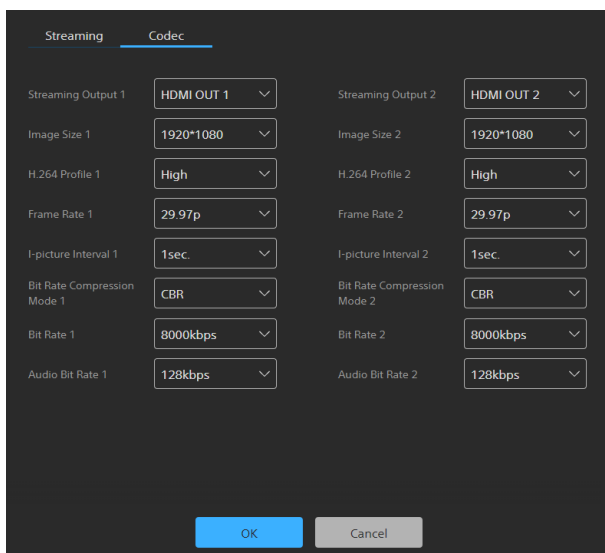 Streaming Codec
Streaming Output 1 HDMI OUT 1 Streaming Output 2 HDMI OUT 2
Image Size 1 1920*1080 Image Size 2 1920*1080
H.264 Profile 1 High H.264 Profile 2 High
Frame Rate 1 29.97p Frame Rate 2 29.97p
I-picture Interval 1 1sec. I-picture Interval 2 1sec.
Bit Rate Compression
Mode 1 CBR Bit Rate Compression
Mode 2 CBR
Bit Rate 1 8000kbps Bit Rate 2 8000kbps
Audio Bit Rate 1 128kbps Audio Bit Rate 2 128kbps
OK Cancel